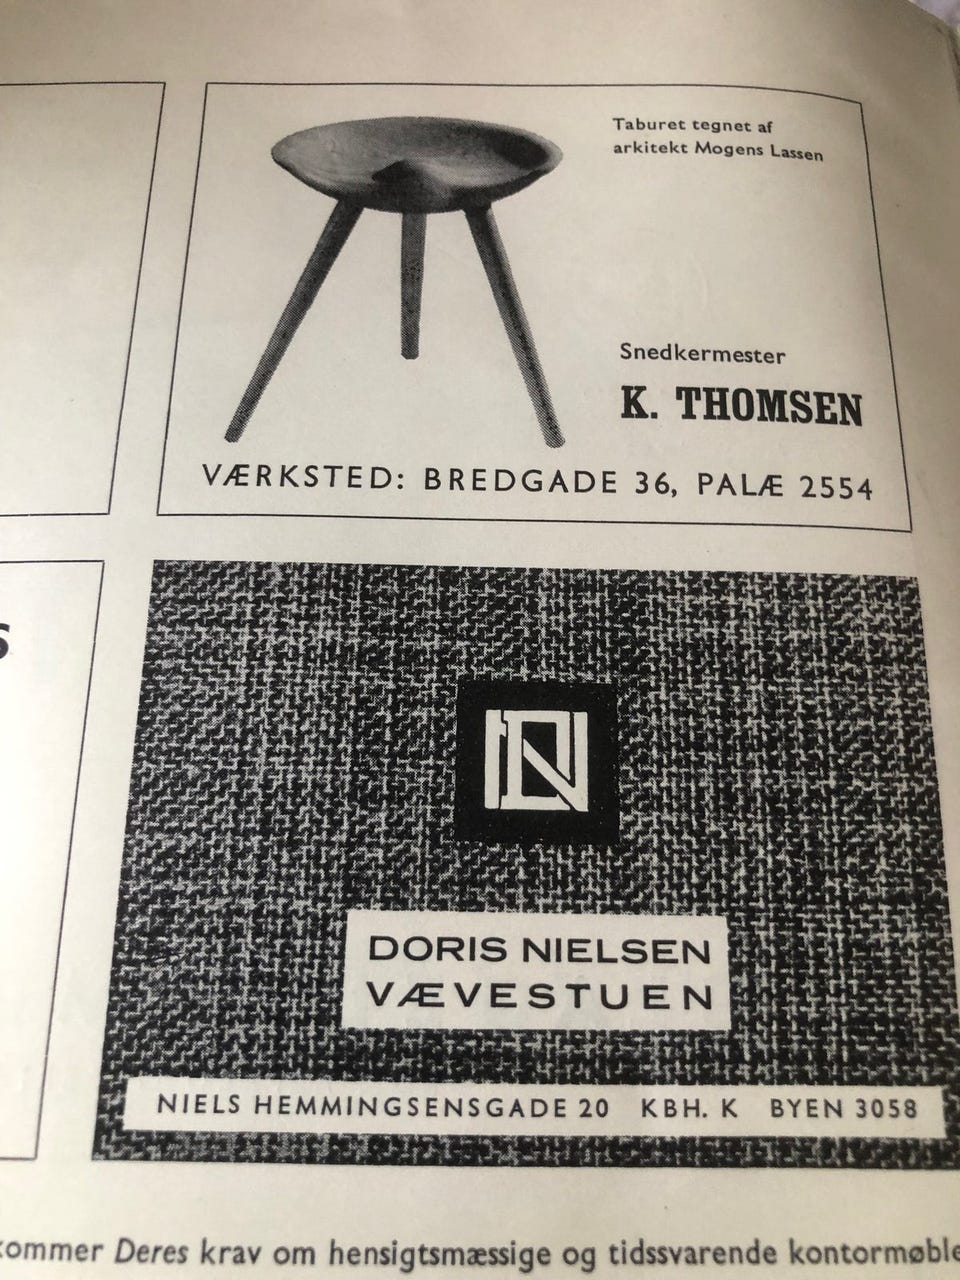 Taburet tegnet af
arkitekt Mogens Lassen
Snedkermester
K. THOMSEN
VÆRKSTED: BREDGADE 36, PALÆ 2554
S
DN
DORIS NIELSEN
VÆVESTUEN
NIELS HEMMINGSENSGADE 20 KBH. K BYEN 3058
kommer Deres krav om hensigtsmæssige og tidssvarende kontormøble